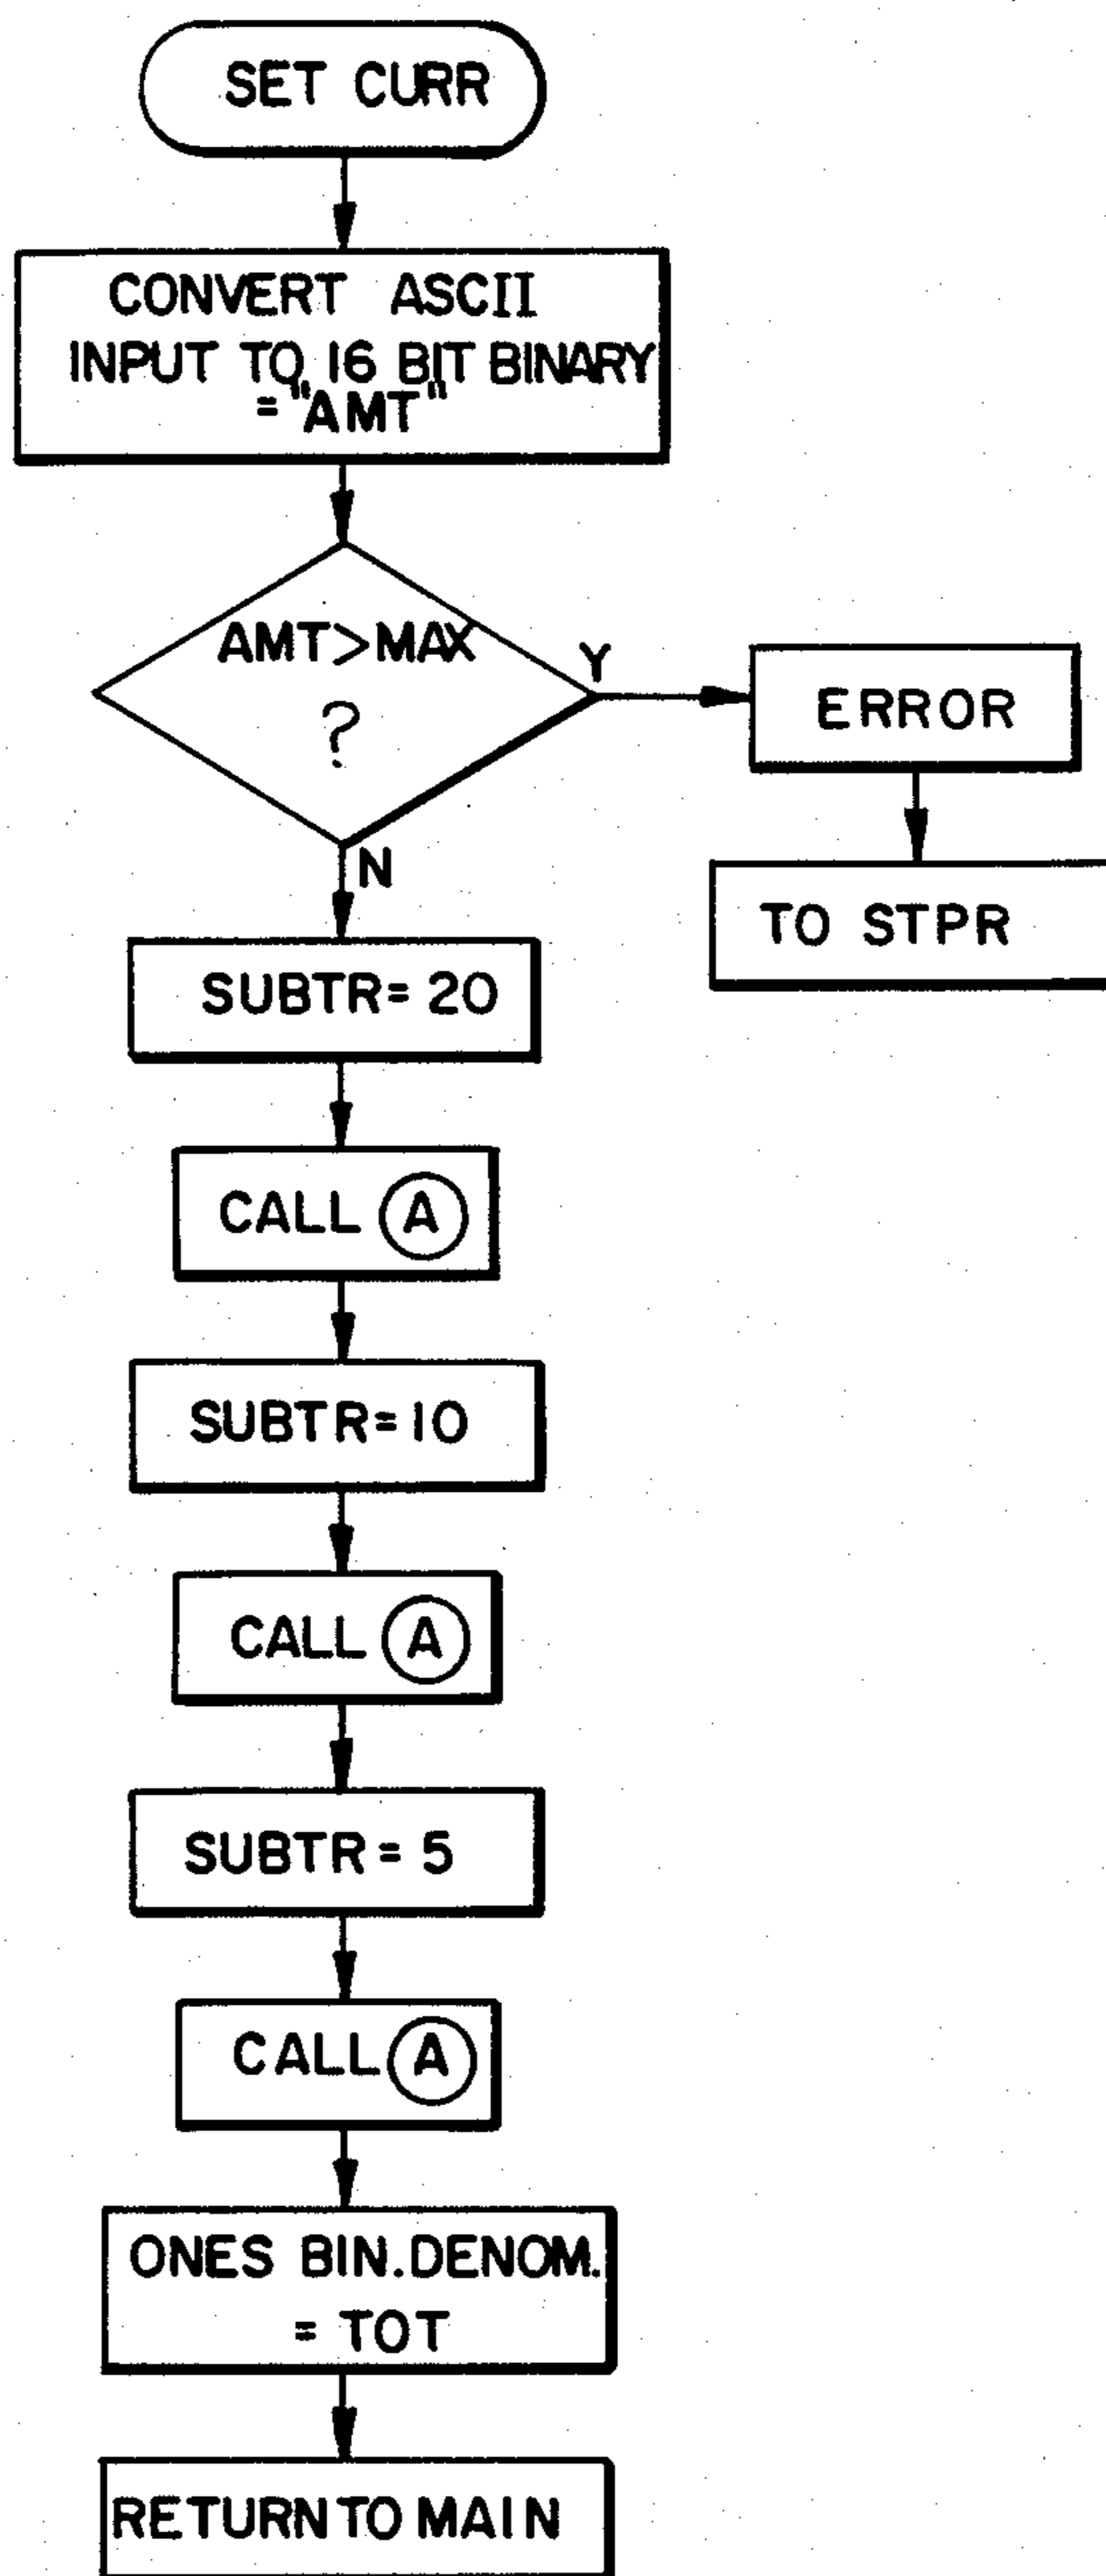 SET CURR
CONVERT ASCII
INPUT TO 16 BIT BINARY
="AMT"
AMT>MAX
?
Y
ERROR
TO STPR
N
SUBTR= 20
CALL A
SUBTR=10
CALL A
SUBTR= 5
CALL A
ONES BIN.DENOM.
= TOT
RETURN TO MAIN